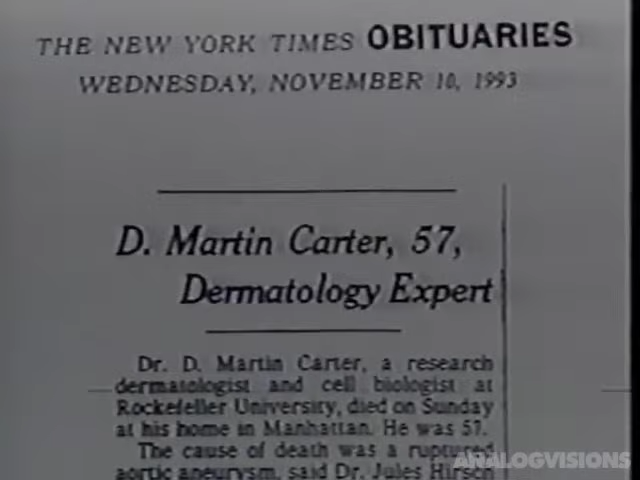 THE NEW YORK TIMES OBITUARIES
WEDNESDAY, NOVEMBER 10, 1993
D. Martin Carter, 57,
Dermatology Expert
Dr. D. Martin Carter, a research
dermatologist and cell biologist at
Rockefeller University, died on Sunday
at his home in Manhattan. He was 57.
The cause of death was a ruptured
aortic aneurysm, said Dr. Jules Hirsch
ANALOGVISIONS